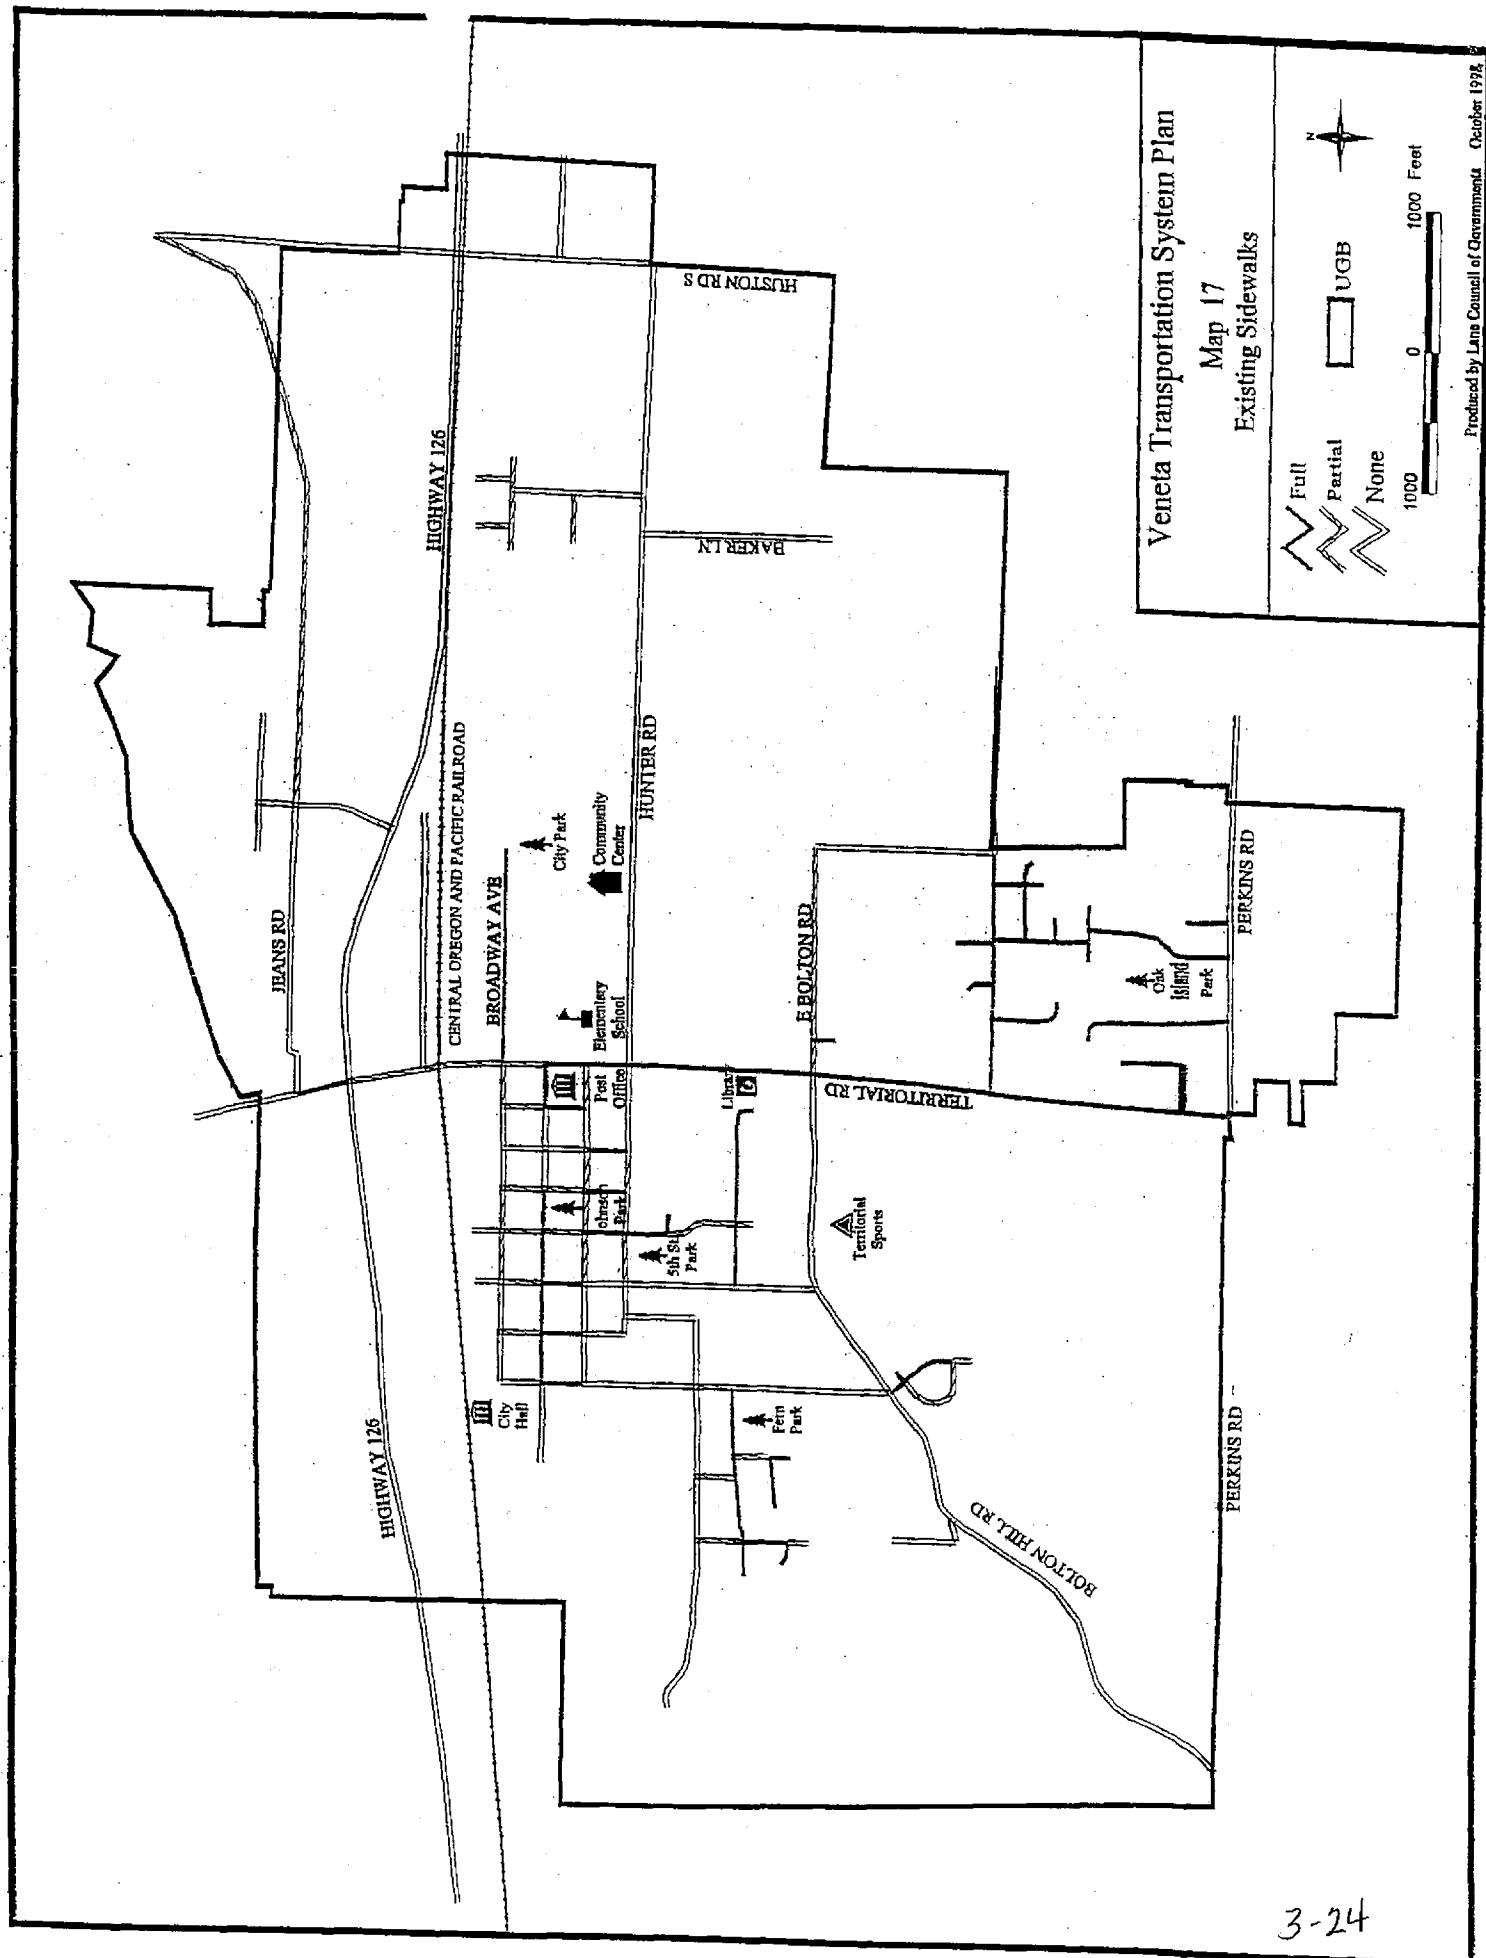 Veneta Transportation System Plan
Map 17
Existing Sidewalks
Full
Partial
None
UGB
N
1000 0 1000 Feet
Produced by Lane Council of Governments October 1998
HIGHWAY 126
HIGHWAY 126
JEANS RD
CENTRAL OREGON AND PACIFIC RAILROAD
BROADWAY AVE
HUNTER RD
HUSTON RD S
BAKER LN
E BOLTON RD
TERRITORIAL RD
BOLTON HILL RD
PERKINS RD
PERKINS RD
City Park
Community
Center
Elementary
School
Post
Office
Library
Johnson
Park
5th St
Park
City
Hall
Fern
Park
Territorial
Sports
Oak
Island
Park
3-24